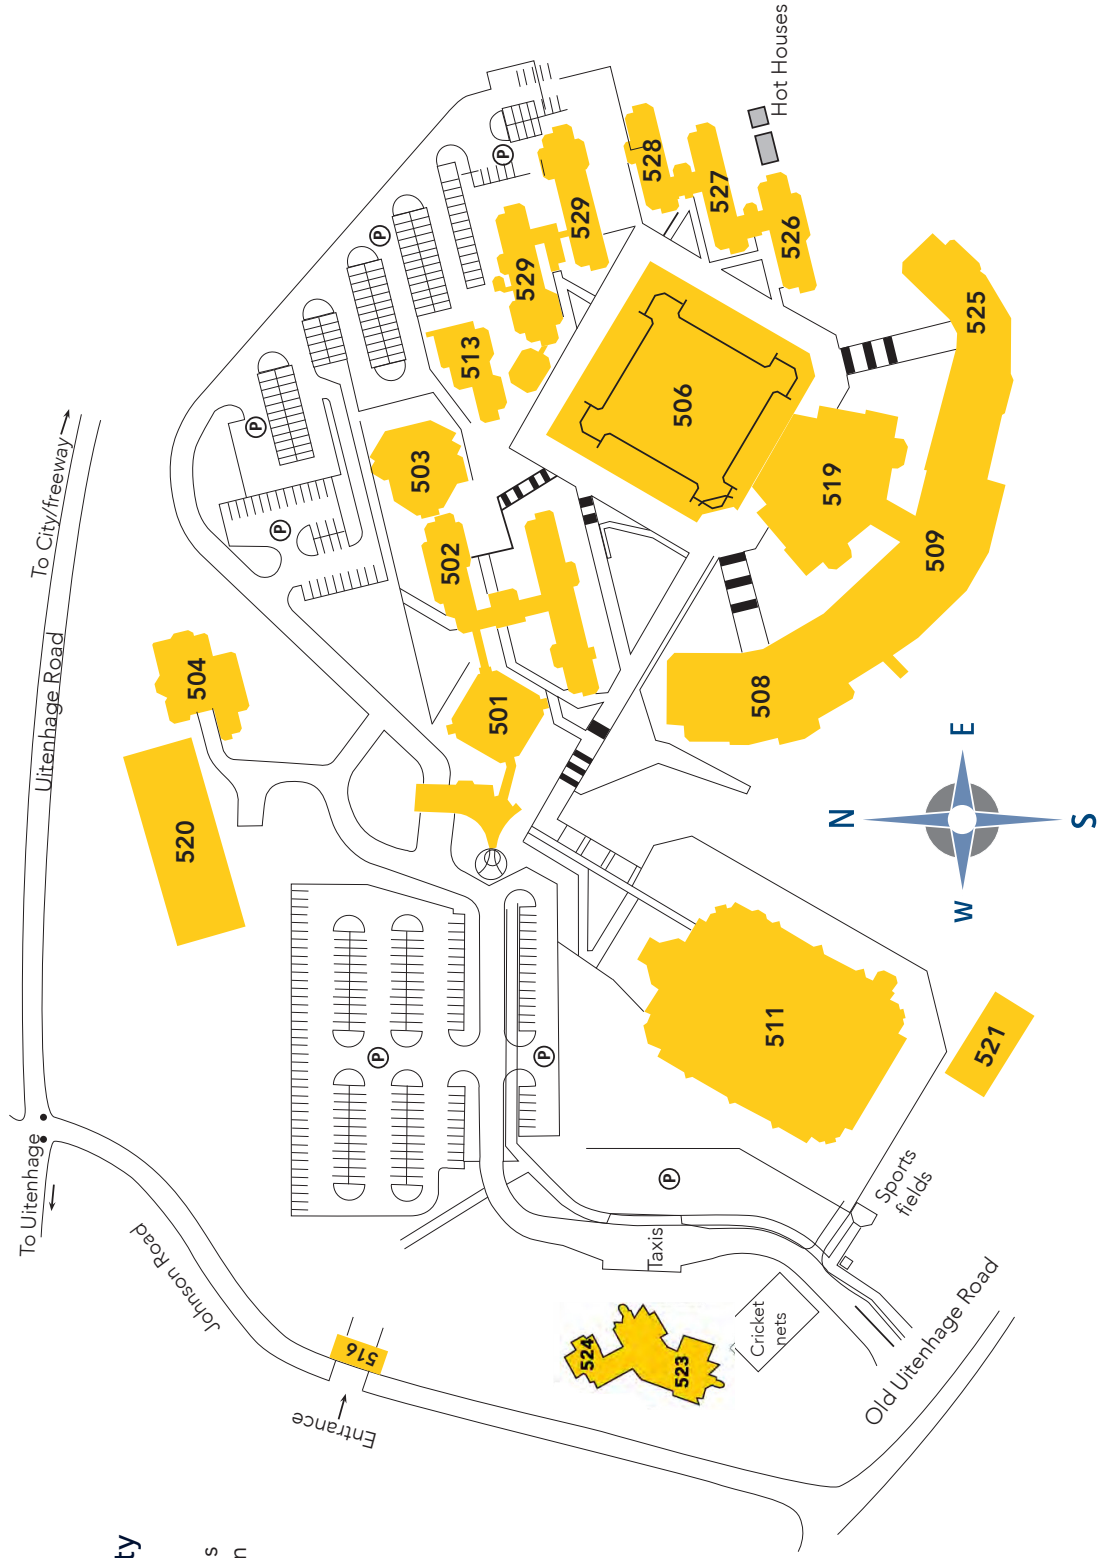 To City/freeway
Uitenhage Road
To Uitenhage
Johnson Road
Entrance
516
520
504
P
P
P
P
P
P
P
503
502
501
513
529
529
528
527
526
Hot Houses
506
525
519
509
508
N
E
S
W
511
521
Sports
fields
Taxis
Cricket
nets
524
523
Old Uitenhage Road
ty
s
n